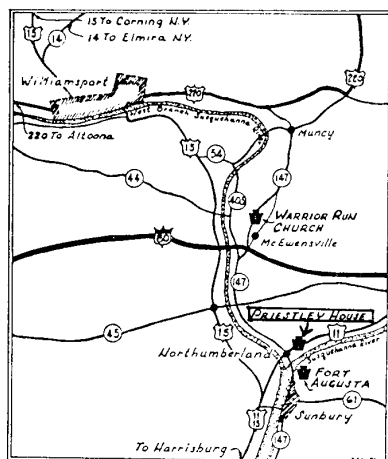 15 To Corning N.Y.
14 To Elmira N.Y.
15
14
Williamsport
220
220
West Branch Susquehanna
220 To Altoona
15
54
Muncy
44
147
405
WARRIOR RUN
CHURCH
McEwensville
80
147
PRIESTLEY HOUSE
11
45
15
Northumberland
Susquehanna River
FORT
AUGUSTA
61
11
15
Sunbury
To Harrisburg
147